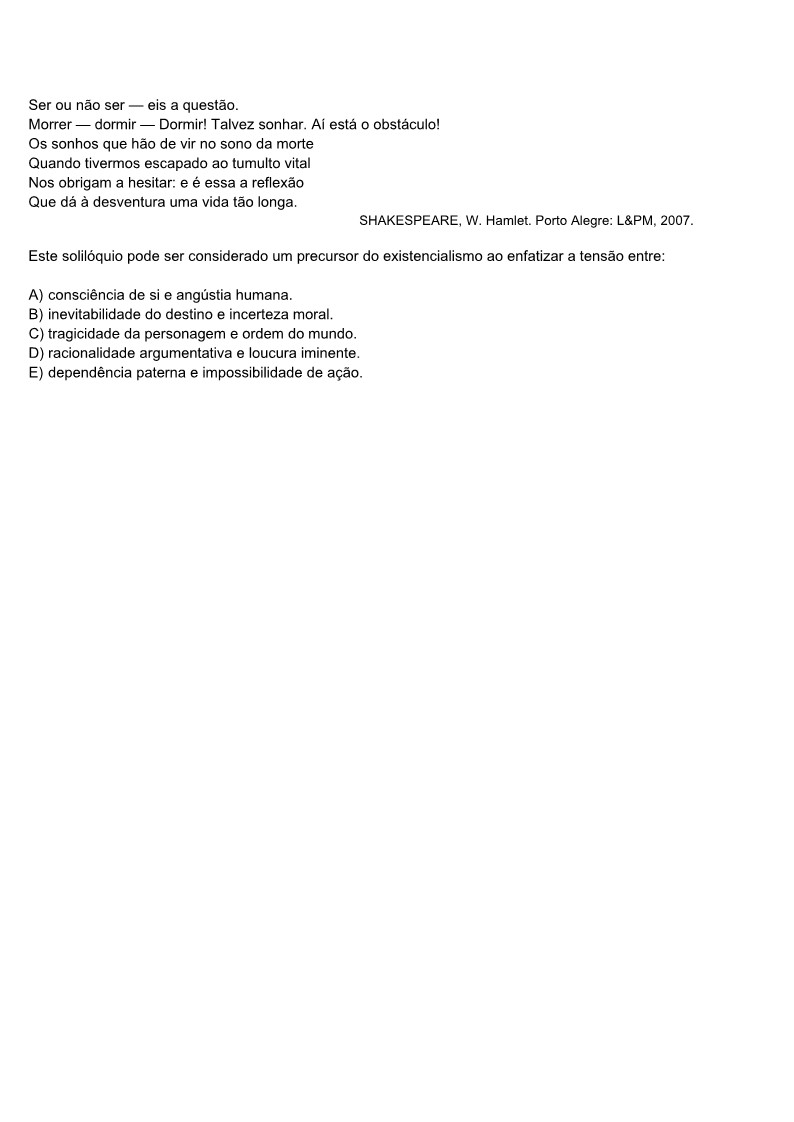 Ser ou não ser — eis a questão.
Morrer — dormir — Dormir! Talvez sonhar. Aí está o obstáculo!
Os sonhos que hão de vir no sono da morte
Quando tivermos escapado ao tumulto vital
Nos obrigam a hesitar: e é essa a reflexão
Que dá à desventura uma vida tão longa.
SHAKESPEARE, W. Hamlet. Porto Alegre: L&PM, 2007.
Este solilóquio pode ser considerado um precursor do existencialismo ao enfatizar a tensão entre:
A) consciência de si e angústia humana.
B) inevitabilidade do destino e incerteza moral.
C) tragicidade da personagem e ordem do mundo.
D) racionalidade argumentativa e loucura iminente.
E) dependência paterna e impossibilidade de ação.